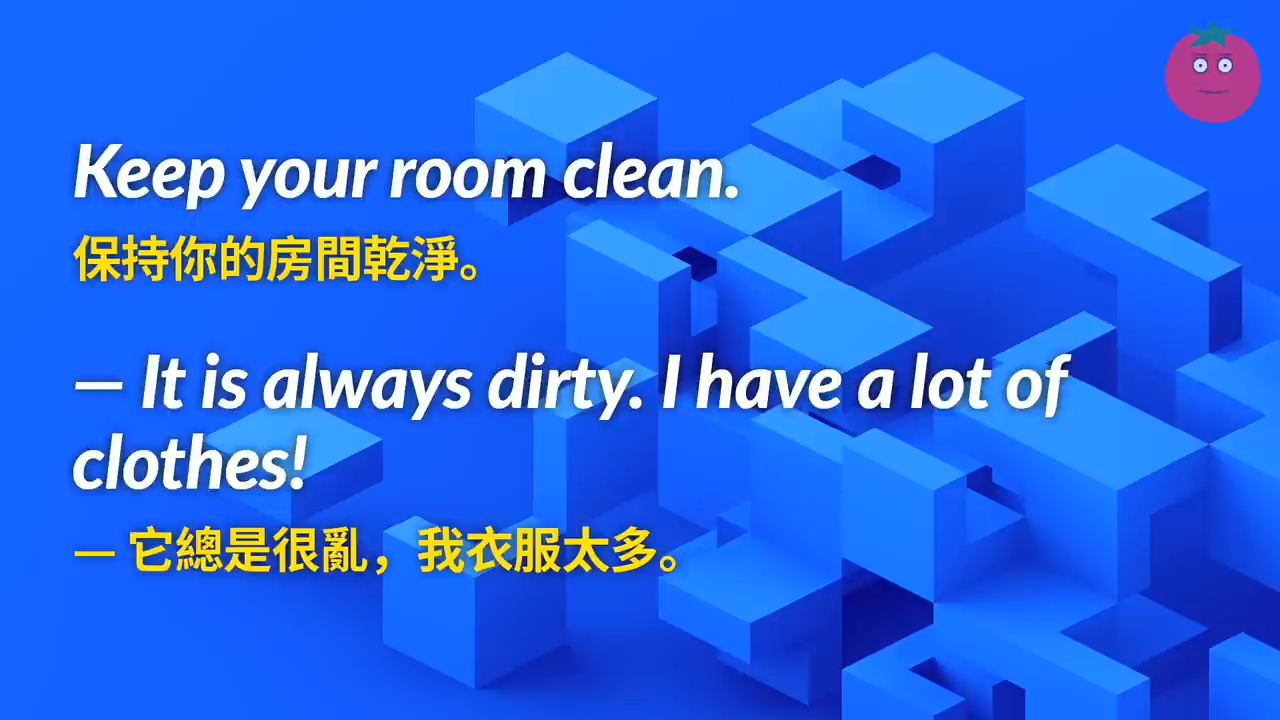 Keep your room clean.
保持你的房間乾淨。
— It is always dirty. I have a lot of
clothes!
— 它總是很亂，我衣服太多。